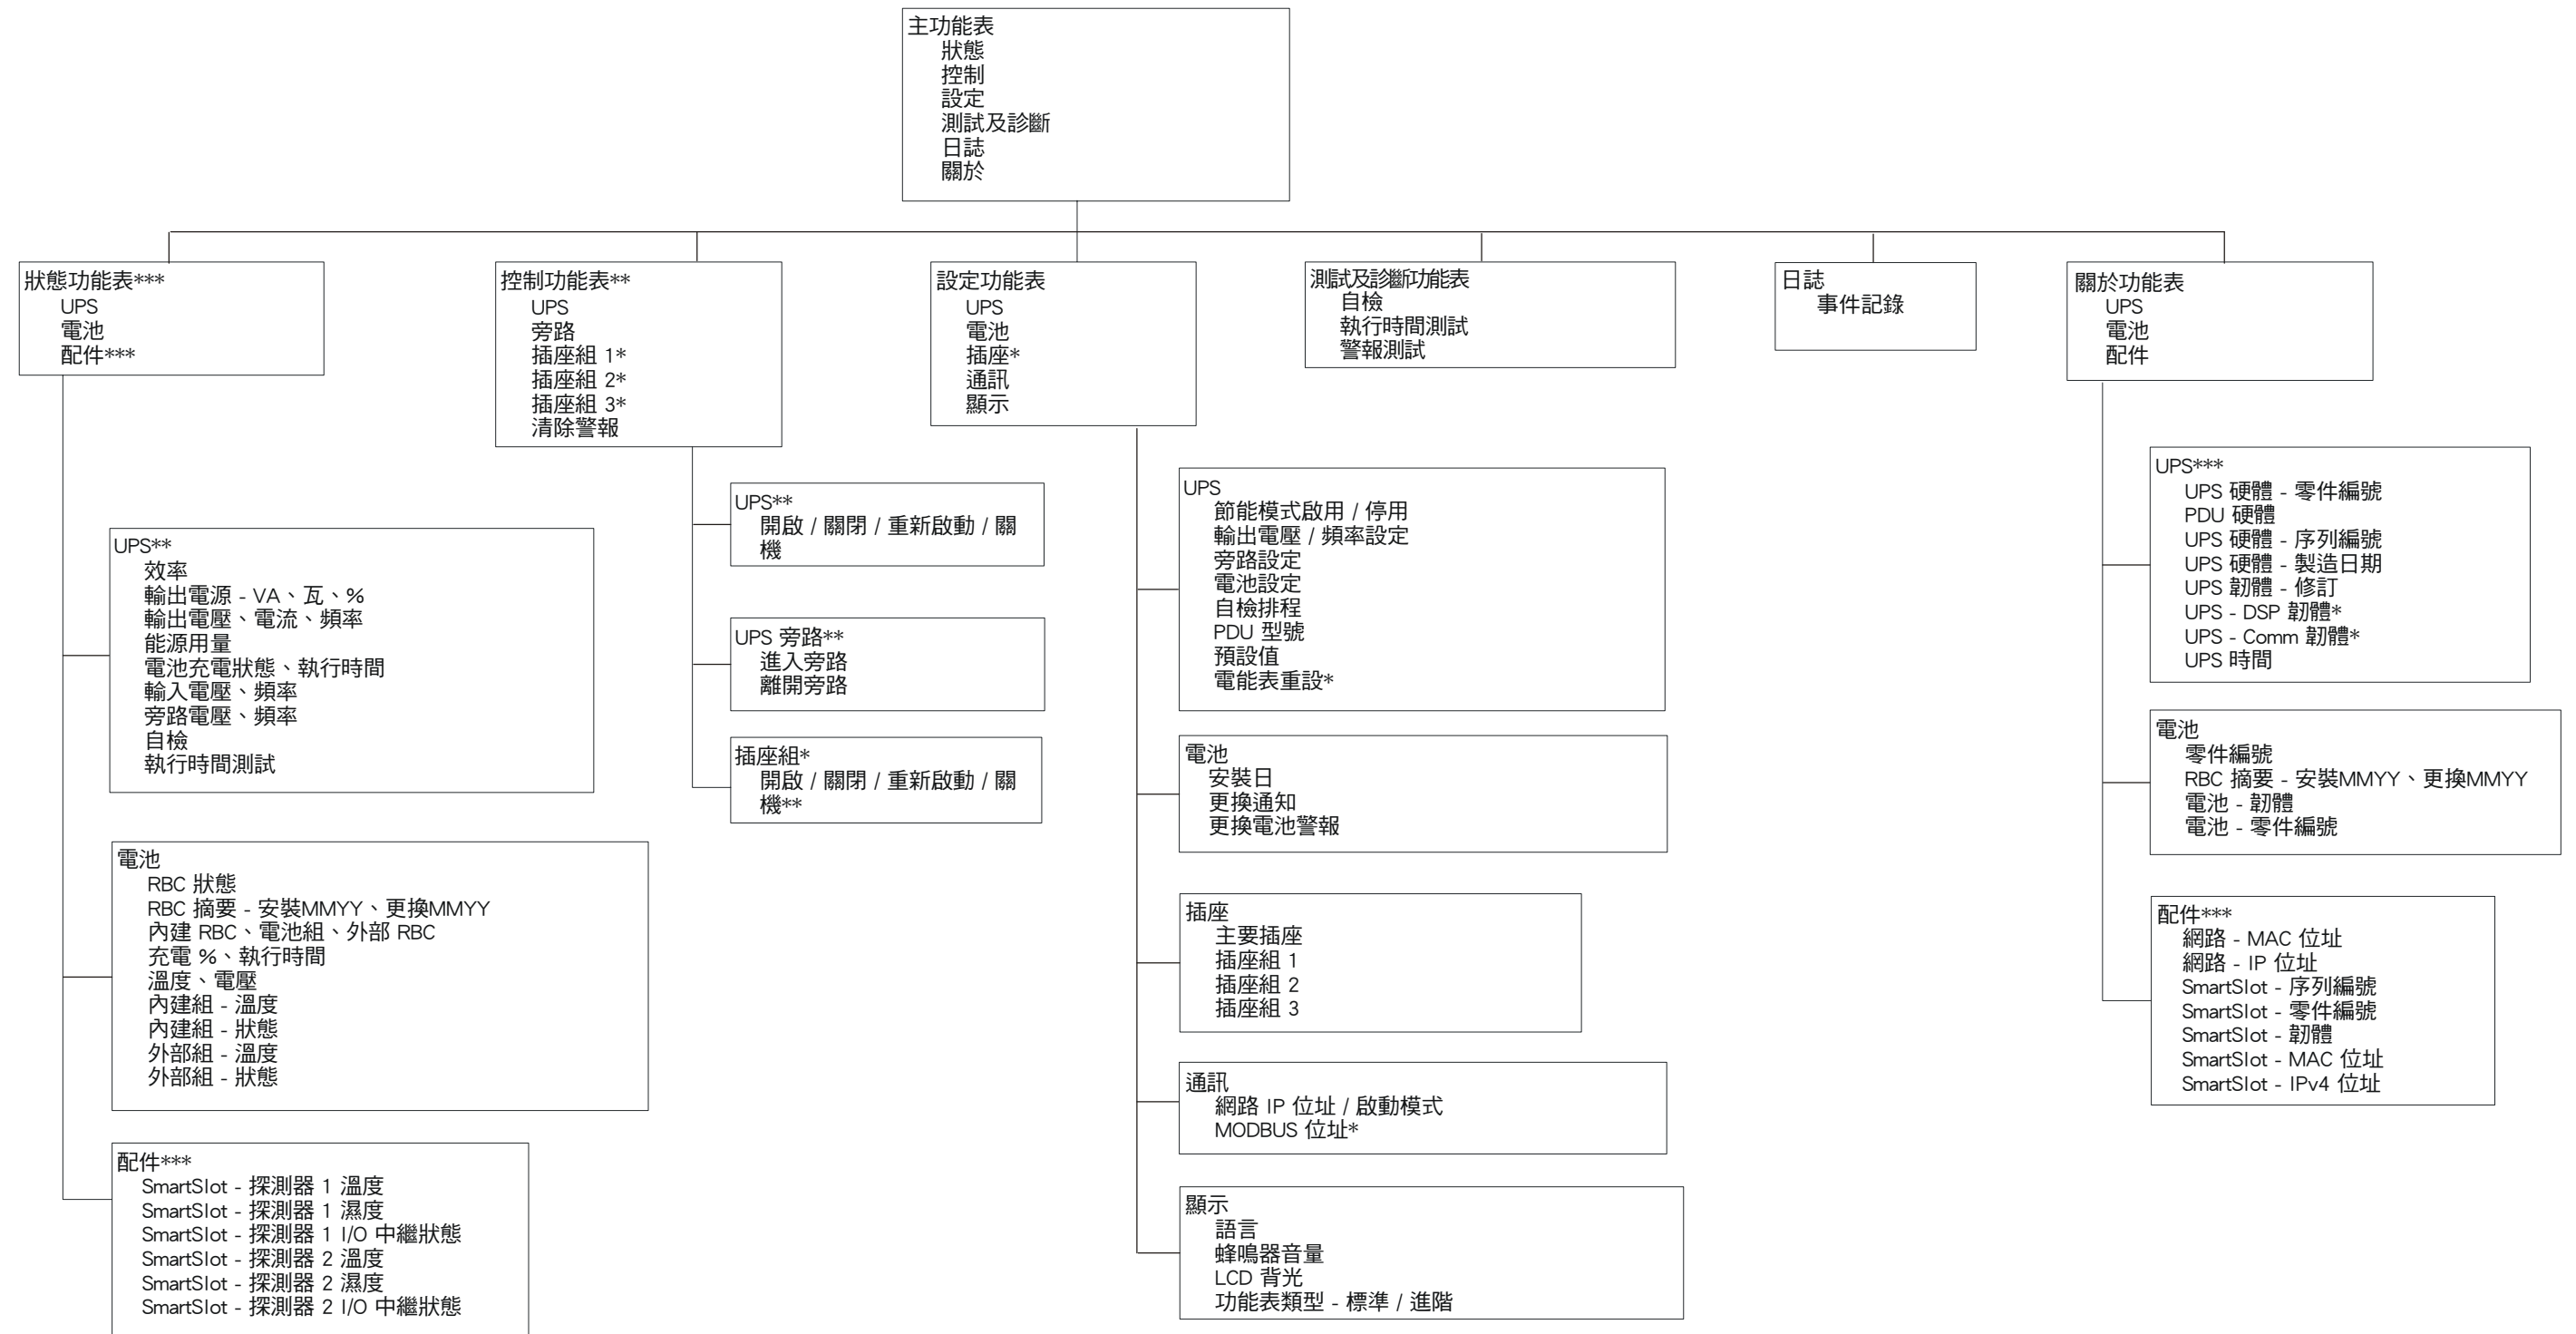 主功能表
狀態
控制
設定
測試及診斷
日誌
關於
狀態功能表***
UPS
電池
配件***
UPS**
效率
輸出電源 - VA、瓦、%
輸出電壓、電流、頻率
能源用量
電池充電狀態、執行時間
輸入電壓、頻率
旁路電壓、頻率
自檢
執行時間測試
電池
RBC 狀態
RBC 摘要 - 安裝MMYY、更換MMYY
內建 RBC、電池組、外部 RBC
充電 %、執行時間
溫度、電壓
內建組 - 溫度
內建組 - 狀態
外部組 - 溫度
外部組 - 狀態
配件***
SmartSlot - 探測器 1 溫度
SmartSlot - 探測器 1 濕度
SmartSlot - 探測器 1 I/O 中繼狀態
SmartSlot - 探測器 2 溫度
SmartSlot - 探測器 2 濕度
SmartSlot - 探測器 2 I/O 中繼狀態
控制功能表**
UPS
旁路
插座組 1*
插座組 2*
插座組 3*
清除警報
UPS**
開啟 / 關閉 / 重新啟動 / 關
機
UPS 旁路**
進入旁路
離開旁路
插座組*
開啟 / 關閉 / 重新啟動 / 關
機**
設定功能表
UPS
電池
插座*
通訊
顯示
UPS
節能模式啟用 / 停用
輸出電壓 / 頻率設定
旁路設定
電池設定
自檢排程
PDU 型號
預設值
電能表重設*
電池
安裝日
更換通知
更換電池警報
插座
主要插座
插座組 1
插座組 2
插座組 3
通訊
網路 IP 位址 / 啟動模式
MODBUS 位址*
顯示
語言
蜂鳴器音量
LCD 背光
功能表類型 - 標準 / 進階
測試及診斷功能表
自檢
執行時間測試
警報測試
日誌
事件記錄
關於功能表
UPS
電池
配件
UPS***
UPS 硬體 - 零件編號
PDU 硬體
UPS 硬體 - 序列編號
UPS 硬體 - 製造日期
UPS 韌體 - 修訂
UPS - DSP 韌體*
UPS - Comm 韌體*
UPS 時間
電池
零件編號
RBC 摘要 - 安裝MMYY、更換MMYY
電池 - 韌體
電池 - 零件編號
配件***
網路 - MAC 位址
網路 - IP 位址
SmartSlot - 序列編號
SmartSlot - 零件編號
SmartSlot - 韌體
SmartSlot - MAC 位址
SmartSlot - IPv4 位址